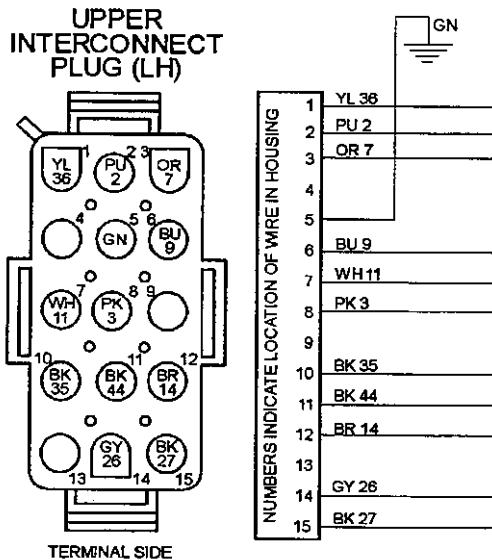 UPPER
INTERCONNECT
PLUG (LH)
YL
36
1
PU
2
2
3
OR
7
4
5
GN
6
BU
9
7
WH
11
8
PK
3
9
10
BK
35
11
BK
44
12
BR
14
13
GY
26
14
BK
27
15
TERMINAL SIDE
NUMBERS INDICATE LOCATION OF WIRE IN HOUSING
GN
1 YL 36
2 PU 2
3 OR 7
4
5
6 BU 9
7 WH 11
8 PK 3
9
10 BK 35
11 BK 44
12 BR 14
13
14 GY 26
15 BK 27